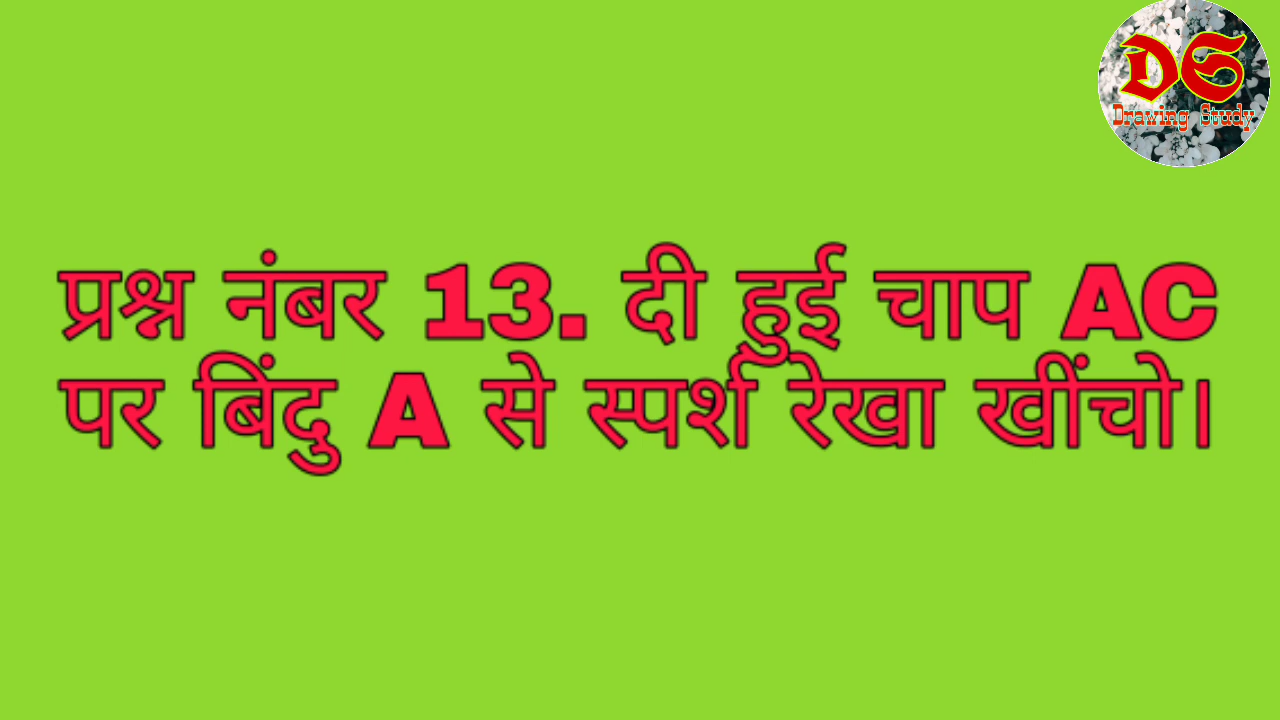 DS
Drawing Study
प्रश्न नंबर 13. दी हुई चाप AC
पर बिंदु A से स्पर्श रेखा खींचो।